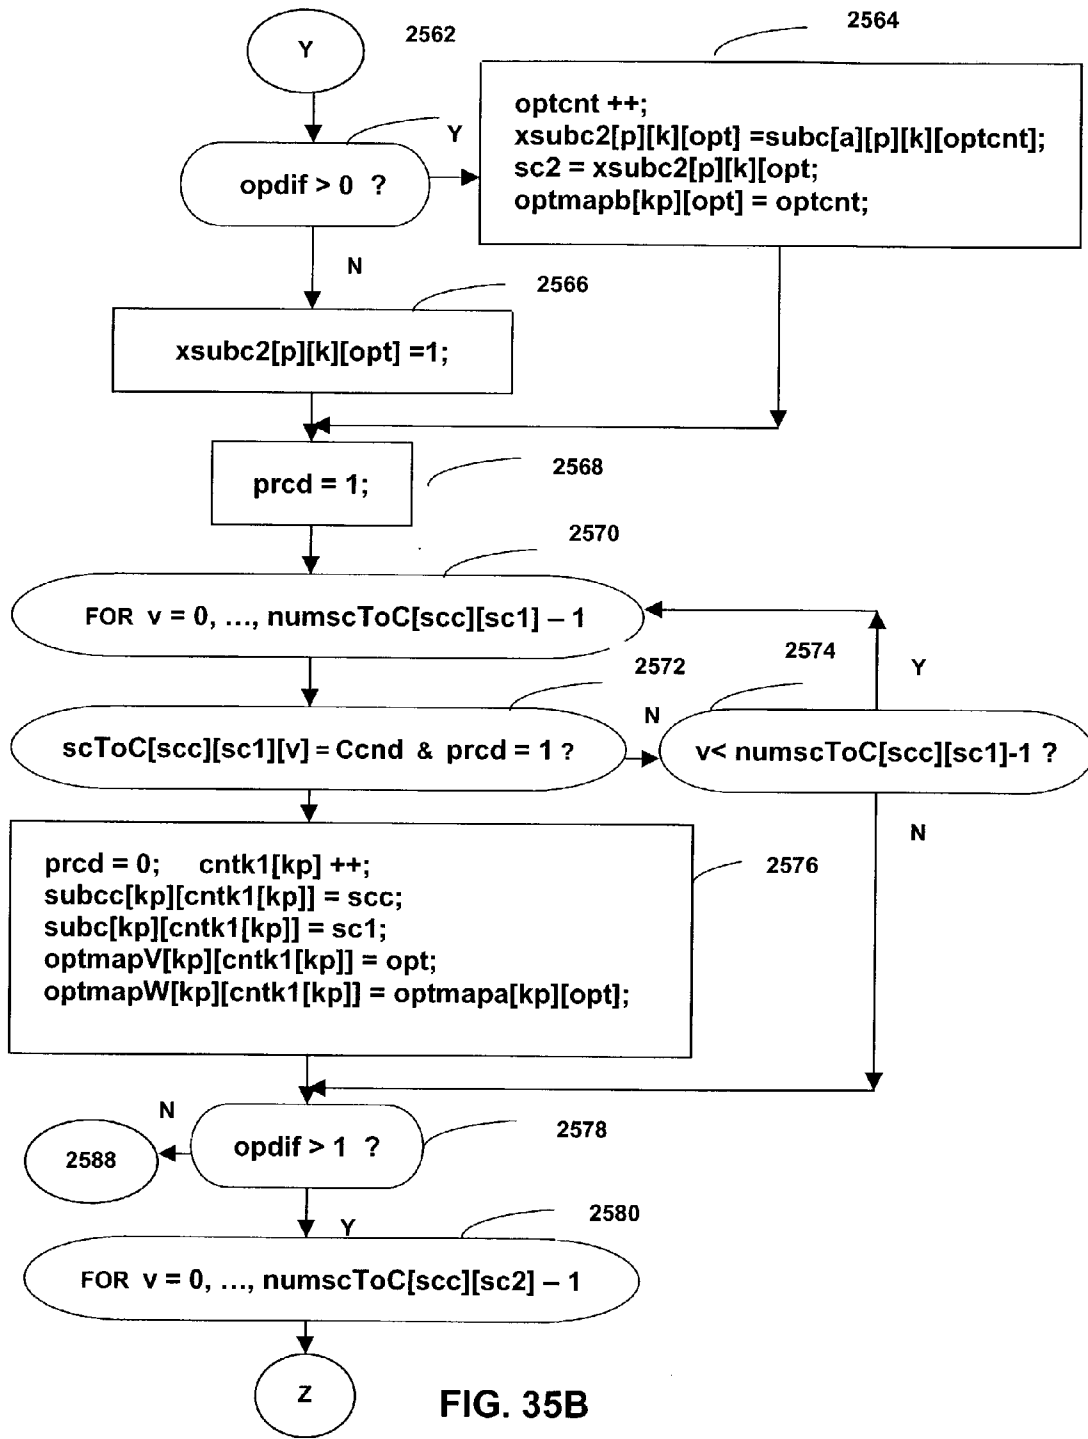 Y
2562
2564
optcnt ++;
xsubc2[p][k][opt] =subc[a][p][k][optcnt];
sc2 = xsubc2[p][k][opt;
optmapb[kp][opt] = optcnt;
opdif > 0 ?
Y
N
2566
xsubc2[p][k][opt] =1;
prcd = 1;
2568
2570
FOR v = 0, ..., numscToC[scc][sc1] – 1
2572
2574
Y
scToC[scc][sc1][v] = Ccnd & prcd = 1 ?
N
v< numscToC[scc][sc1]-1 ?
N
prcd = 0; cntk1[kp] ++;
subcc[kp][cntk1[kp]] = scc;
subc[kp][cntk1[kp]] = sc1;
optmapV[kp][cntk1[kp]] = opt;
optmapW[kp][cntk1[kp]] = optmapa[kp][opt];
2576
N
2588
opdif > 1 ?
2578
Y
2580
FOR v = 0, ..., numscToC[scc][sc2] – 1
Z
FIG. 35B